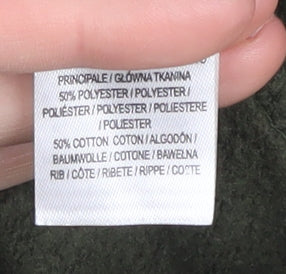 PRINCIPALE / GŁÓWNA TKANINA
50% POLYESTER / POLYESTER /
POLIÉSTER / POLYESTER / POLIESTERE
/ POLIESTER
50% COTTON COTON / ALGODÓN /
BAUMWOLLE / COTONE / BAWEŁNA
RIB / CÔTE / RIBETE / RIPPE / COSTE